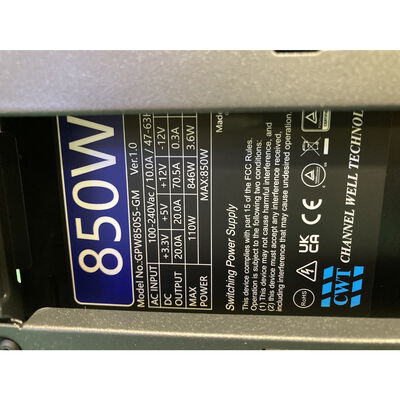 850W
Model No.:GPW850S5-GM Ver.1.0
AC INPUT 100-240Vac / 10.0A / 47-63H
DC +3.3V +5V +12V -12V
OUTPUT 20.0A 20.0A 70.5A 0.3A
MAX 110W 846W 3.6W
POWER MAX:850W
Switching Power Supply
This device complies with part 15 of the FCC Rules.
Operation is subject to the following two conditions:
(1) This device may not cause harmful interference, and
(2) this device must accept any interference received,
including interference that may cause undesired operation.
UK
CA
CE
CWT CHANNEL WELL TECHNOLO